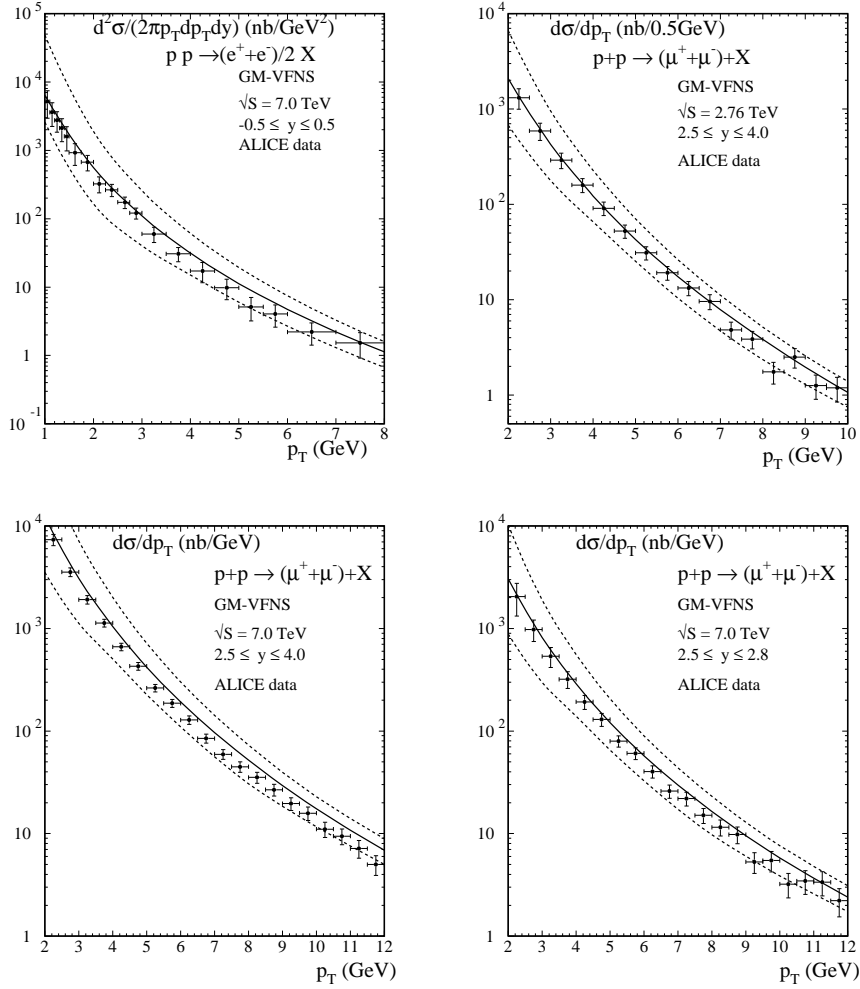 d²σ/(2πp_Tdp_Tdy) (nb/GeV²)
p p →(e⁺+e⁻)/2 X
GM-VFNS
√S = 7.0 TeV
-0.5 ≤ y ≤ 0.5
ALICE data
10⁵
10⁴
10³
10²
10
1
10⁻¹
1 2 3 4 5 6 7 8
p_T (GeV)
dσ/dp_T (nb/0.5GeV)
p+p → (μ⁺+μ⁻)+X
GM-VFNS
√S = 2.76 TeV
2.5 ≤ y ≤ 4.0
ALICE data
10⁴
10³
10²
10
1
2 3 4 5 6 7 8 9 10
p_T (GeV)
dσ/dp_T (nb/GeV)
p+p → (μ⁺+μ⁻)+X
GM-VFNS
√S = 7.0 TeV
2.5 ≤ y ≤ 4.0
ALICE data
10⁴
10³
10²
10
1
2 3 4 5 6 7 8 9 10 11 12
p_T (GeV)
dσ/dp_T (nb/GeV)
p+p → (μ⁺+μ⁻)+X
GM-VFNS
√S = 7.0 TeV
2.5 ≤ y ≤ 2.8
ALICE data
10⁴
10³
10²
10
1
2 3 4 5 6 7 8 9 10 11 12
p_T (GeV)